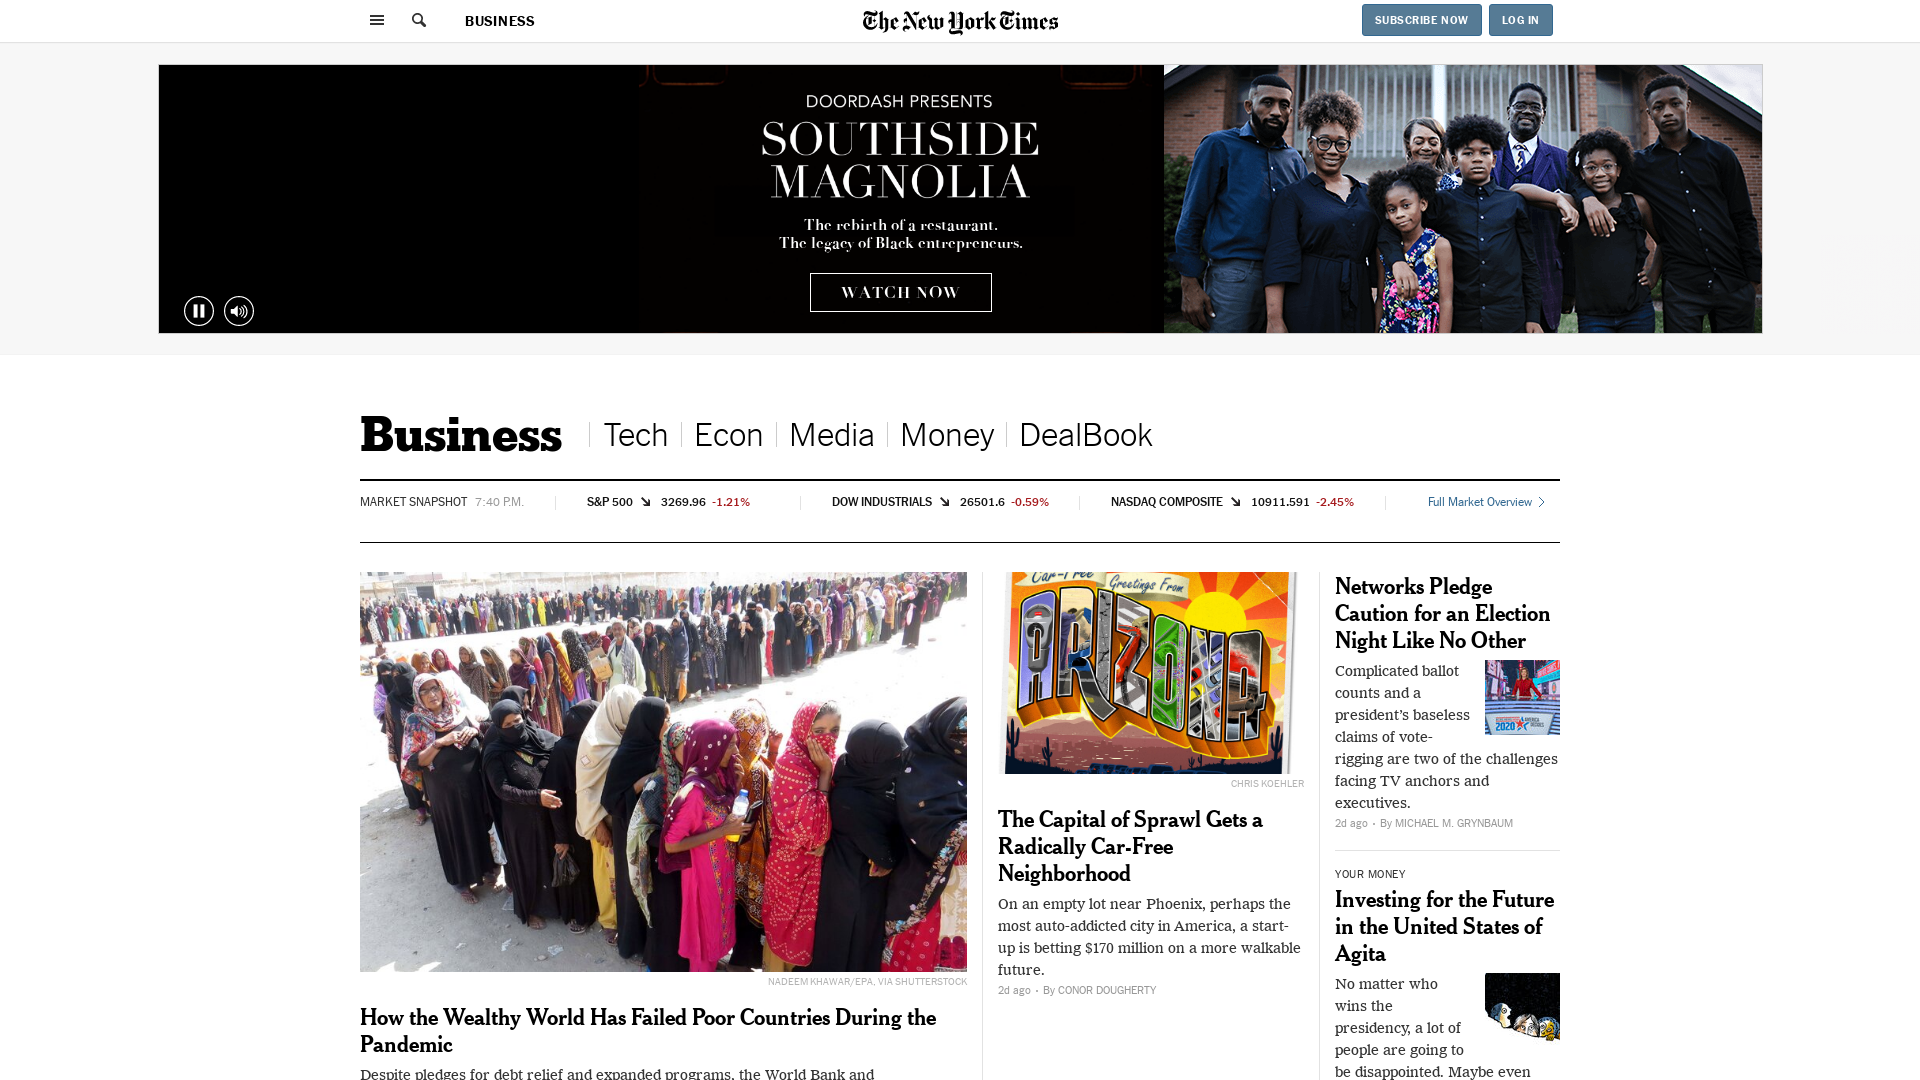 BUSINESS
The New York Times
SUBSCRIBE NOW
LOG IN
DOORDASH PRESENTS
SOUTHSIDE
MAGNOLIA
The rebirth of a restaurant.
The legacy of Black entrepreneurs.
WATCH NOW
Business
Tech
Econ
Media
Money
DealBook
MARKET SNAPSHOT 7:40 P.M.
S&P 500 3269.96 -1.21%
DOW INDUSTRIALS 26501.6 -0.59%
NASDAQ COMPOSITE 10911.591 -2.45%
Full Market Overview
NADEEM KHAWAR/EPA, VIA SHUTTERSTOCK
How the Wealthy World Has Failed Poor Countries During the
Pandemic
Despite pledges for debt relief and expanded programs, the World Bank and
Car-Free
Greetings From
ARIZONA
CHRIS KOEHLER
The Capital of Sprawl Gets a
Radically Car-Free
Neighborhood
On an empty lot near Phoenix, perhaps the
most auto-addicted city in America, a start-
up is betting $170 million on a more walkable
future.
2d ago • By CONOR DOUGHERTY
Networks Pledge
Caution for an Election
Night Like No Other
Complicated ballot
counts and a
president’s baseless
claims of vote-
rigging are two of the challenges
facing TV anchors and
executives.
2020
2d ago • By MICHAEL M. GRYNBAUM
YOUR MONEY
Investing for the Future
in the United States of
Agita
No matter who
wins the
presidency, a lot of
people are going to
be disappointed. Maybe even